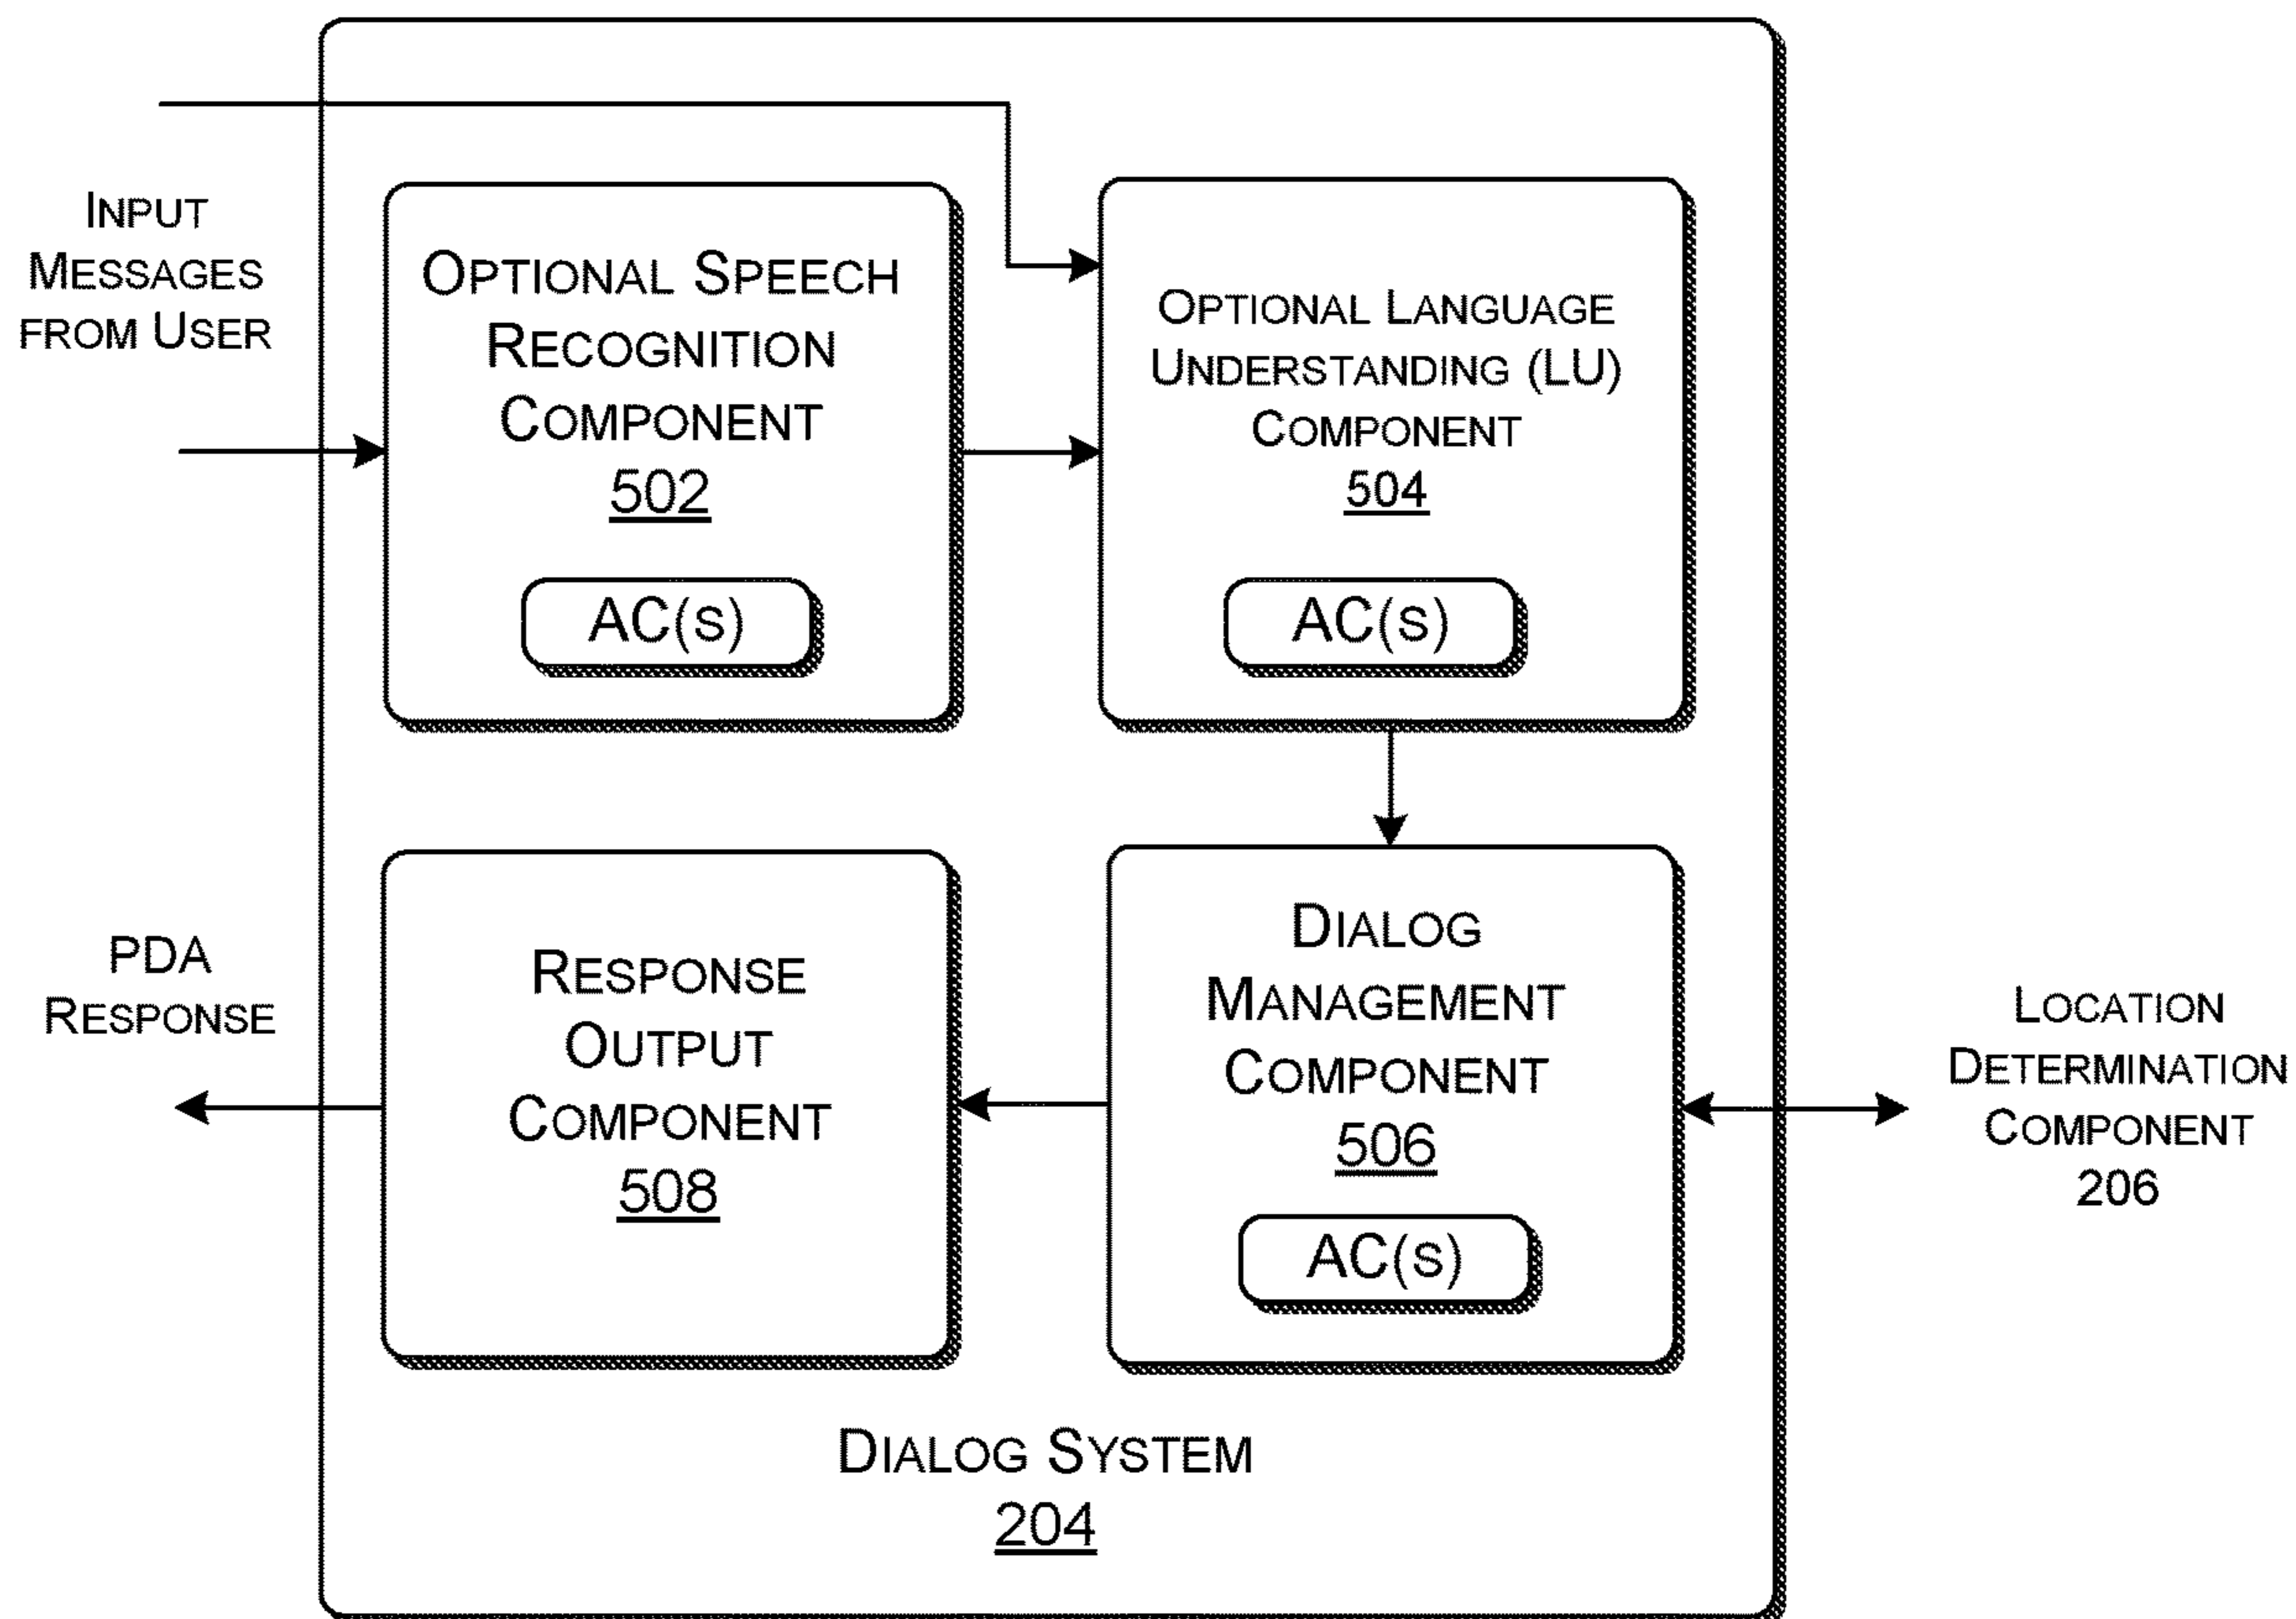 INPUT
MESSAGES
FROM USER
OPTIONAL SPEECH
RECOGNITION
COMPONENT
502
AC(S)
OPTIONAL LANGUAGE
UNDERSTANDING (LU)
COMPONENT
504
AC(S)
PDA
RESPONSE
RESPONSE
OUTPUT
COMPONENT
508
DIALOG
MANAGEMENT
COMPONENT
506
AC(S)
LOCATION
DETERMINATION
COMPONENT
206
DIALOG SYSTEM
204